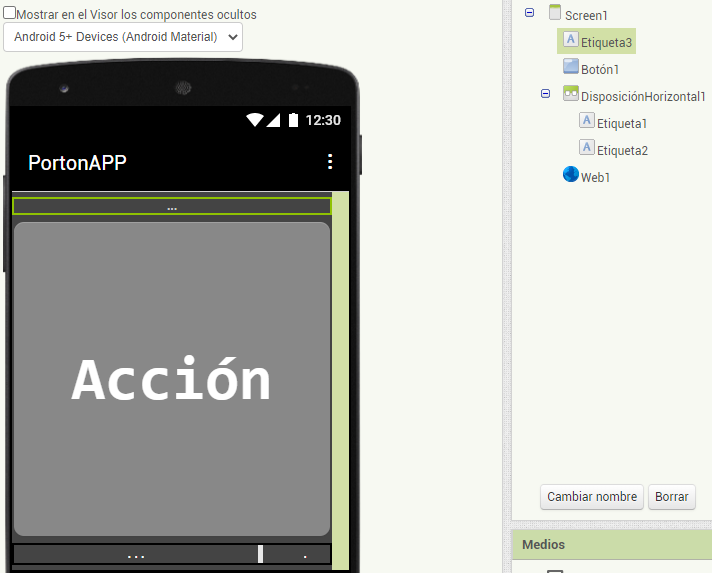 Mostrar en el Visor los componentes ocultos
Android 5+ Devices (Android Material)
12:30
PortonAPP
...
Acción
...
.
Screen1
A Etiqueta3
Botón1
DisposiciónHorizontal1
A Etiqueta1
A Etiqueta2
Web1
Cambiar nombre
Borrar
Medios